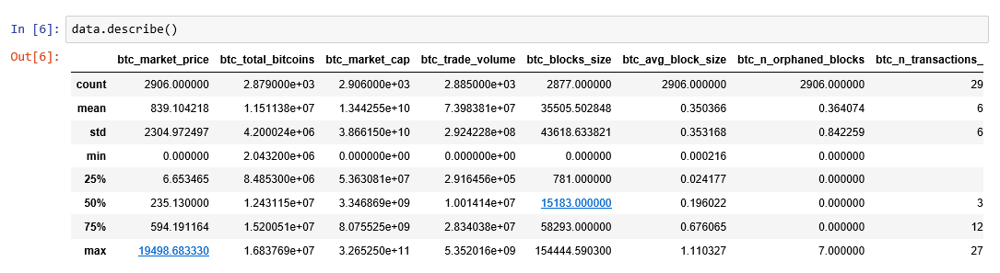 In [6]: data.describe()
Out[6]:
btc_market_price btc_total_bitcoins btc_market_cap btc_trade_volume btc_blocks_size btc_avg_block_size btc_n_orphaned_blocks btc_n_transactions_
count 2906.000000 2.879000e+03 2.906000e+03 2.885000e+03 2877.000000 2906.000000 2906.000000 29
mean 839.104218 1.151138e+07 1.344255e+10 7.398381e+07 35505.502848 0.350366 0.364074 6
std 2304.972497 4.200024e+06 3.866150e+10 2.924228e+08 43618.633821 0.353168 0.842259 6
min 0.000000 2.043200e+06 0.000000e+00 0.000000e+00 0.000000 0.000216 0.000000
25% 6.653465 8.485300e+06 5.363081e+07 2.916456e+05 781.000000 0.024177 0.000000
50% 235.130000 1.243115e+07 3.346869e+09 1.001414e+07 15183.000000 0.196022 0.000000 3
75% 594.191164 1.520051e+07 8.075525e+09 2.834038e+07 58293.000000 0.676065 0.000000 12
max 19498.683330 1.683769e+07 3.265250e+11 5.352016e+09 154444.590300 1.110327 7.000000 27